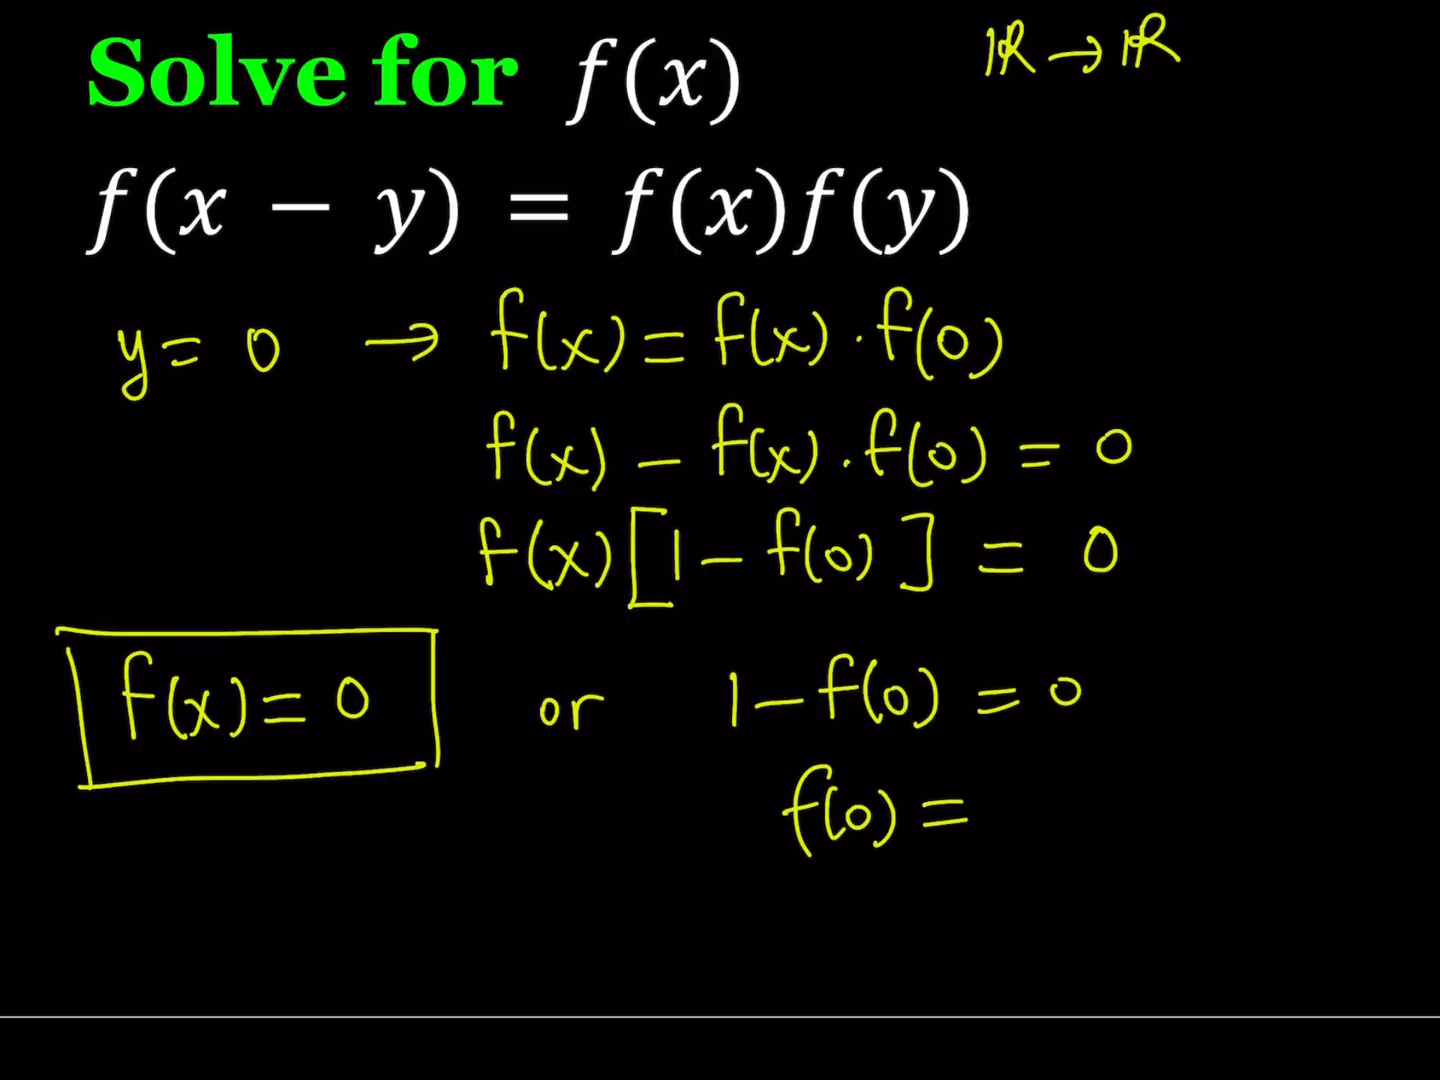 Solve for f(x) ℝ → ℝ
f(x − y) = f(x)f(y)
y = 0 → f(x) = f(x) · f(0)
f(x) − f(x) · f(0) = 0
f(x) [1 − f(0)] = 0
f(x) = 0 or 1 − f(0) = 0
f(0) =